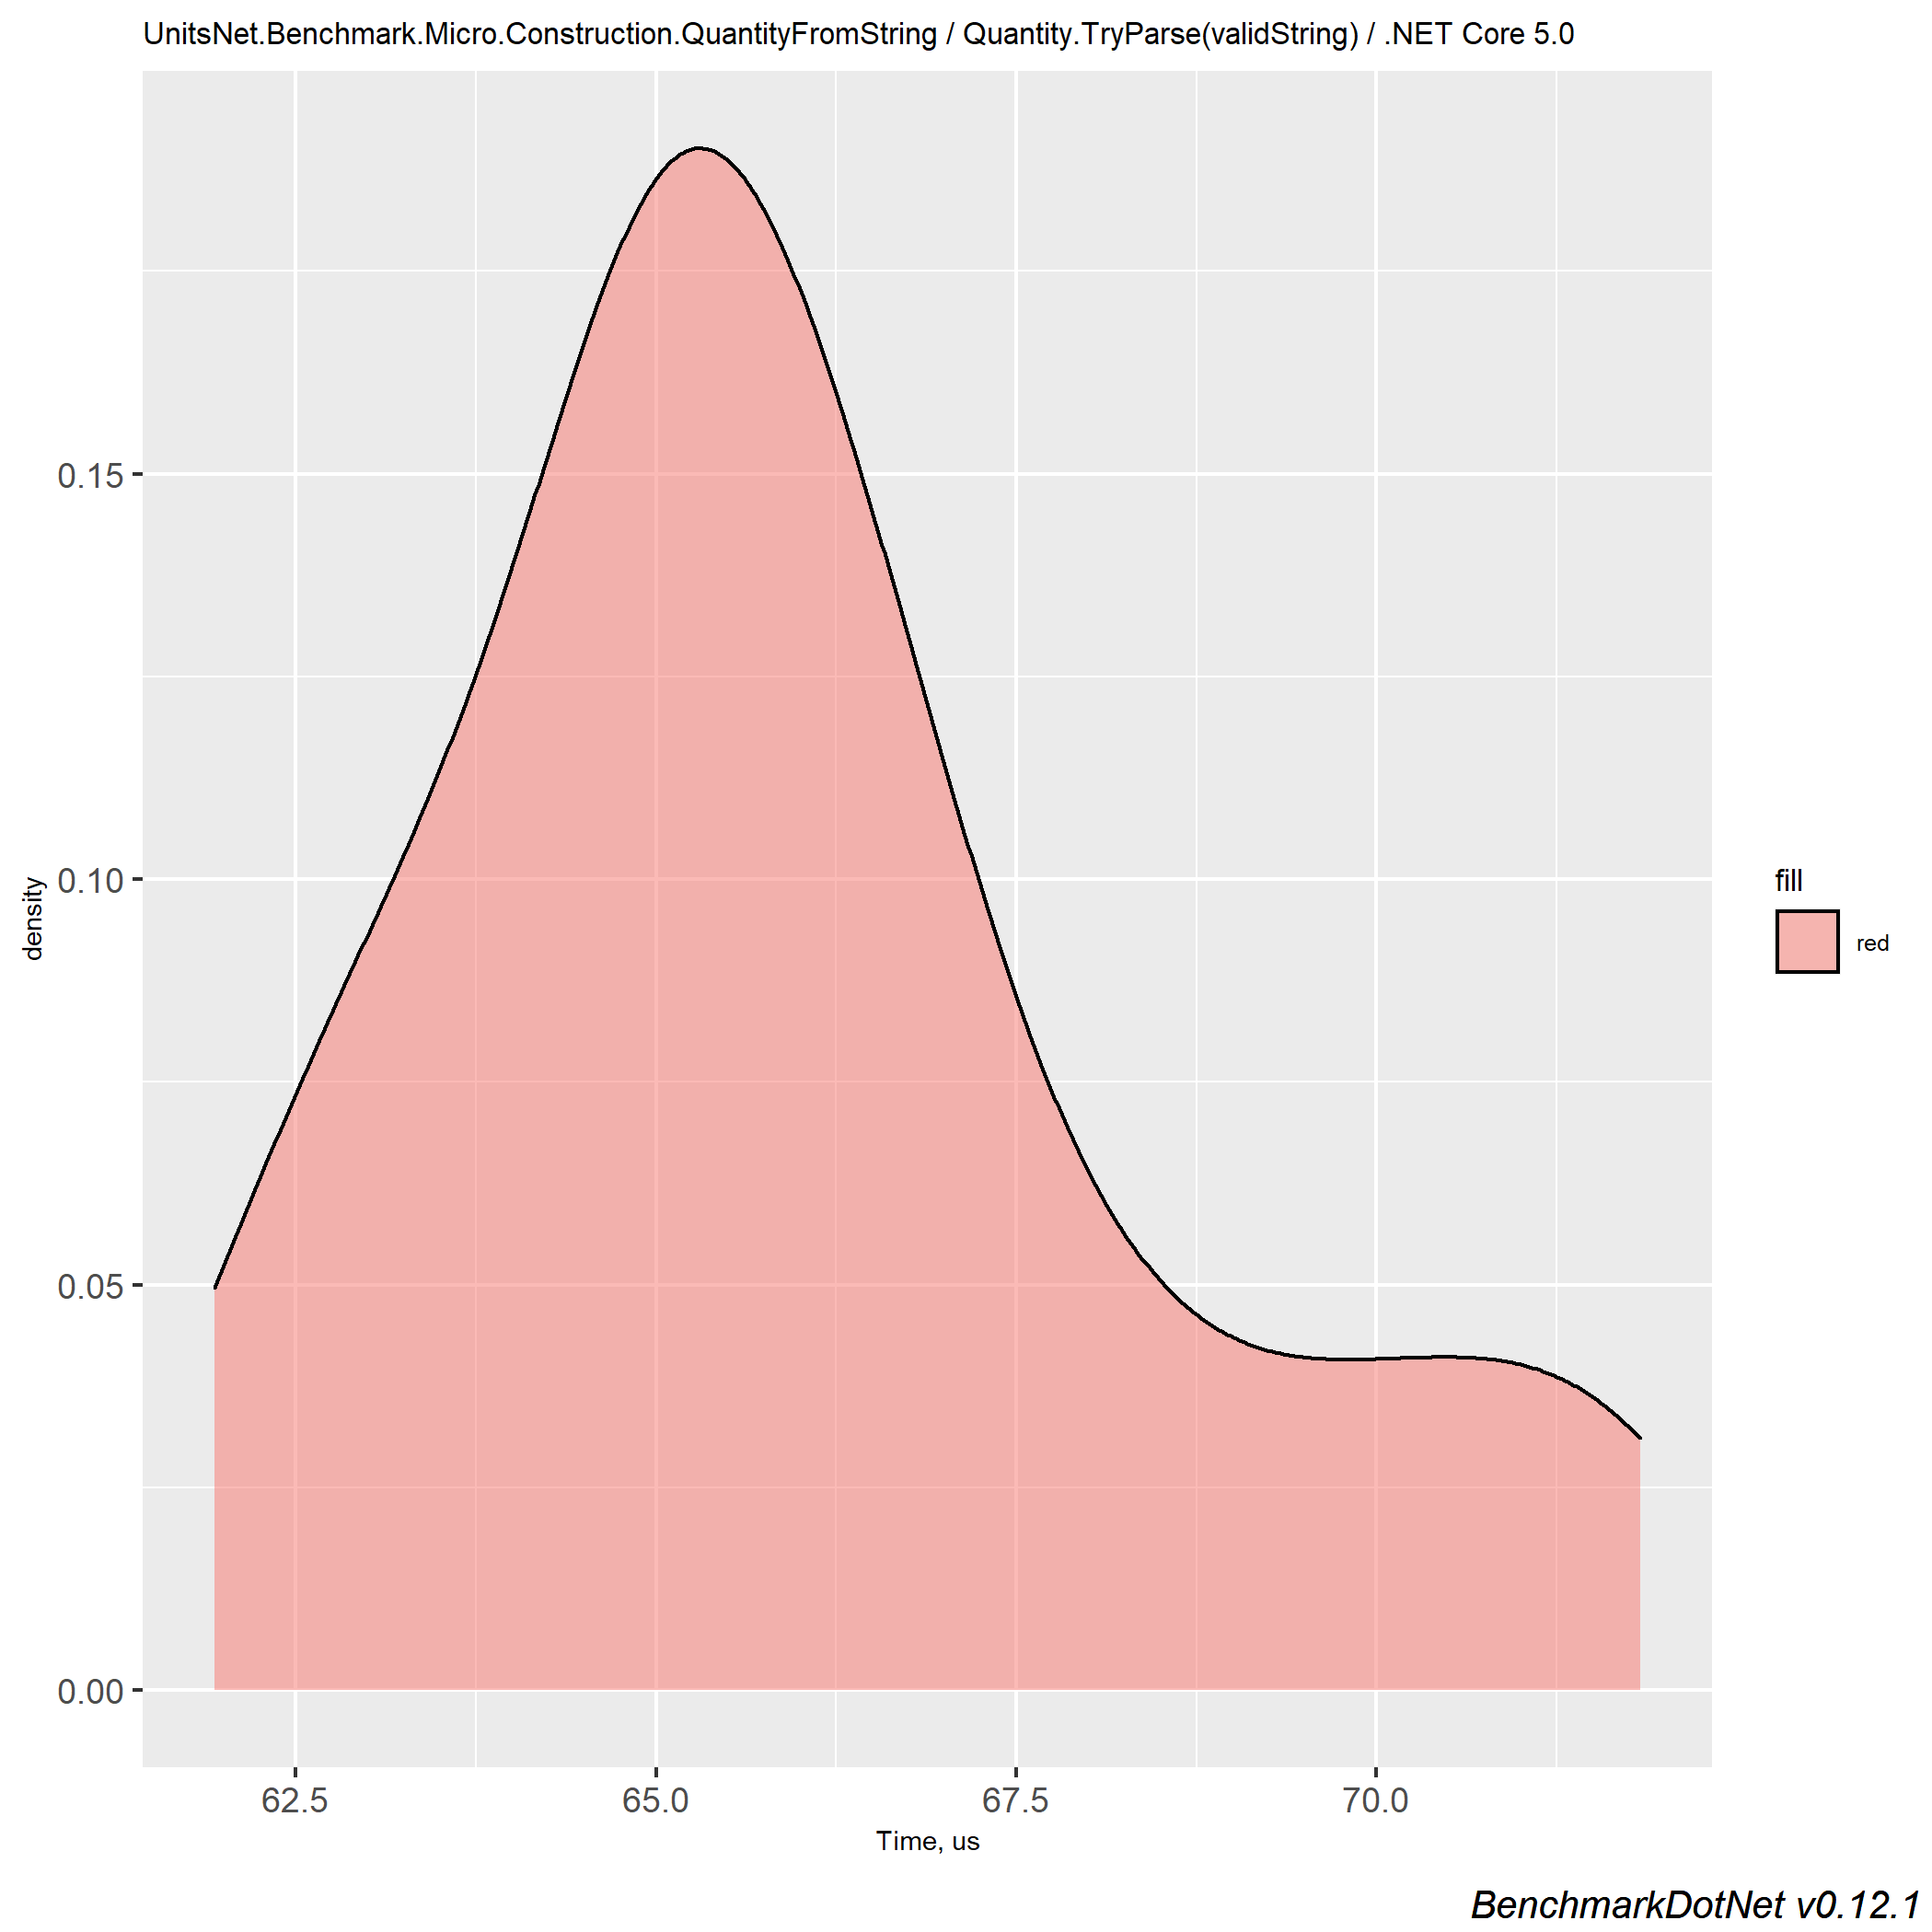 UnitsNet.Benchmark.Micro.Construction.QuantityFromString / Quantity.TryParse(validString) / .NET Core 5.0
0.15
0.10
0.05
0.00
density
62.5 65.0 67.5 70.0
Time, us
fill
red
BenchmarkDotNet v0.12.1